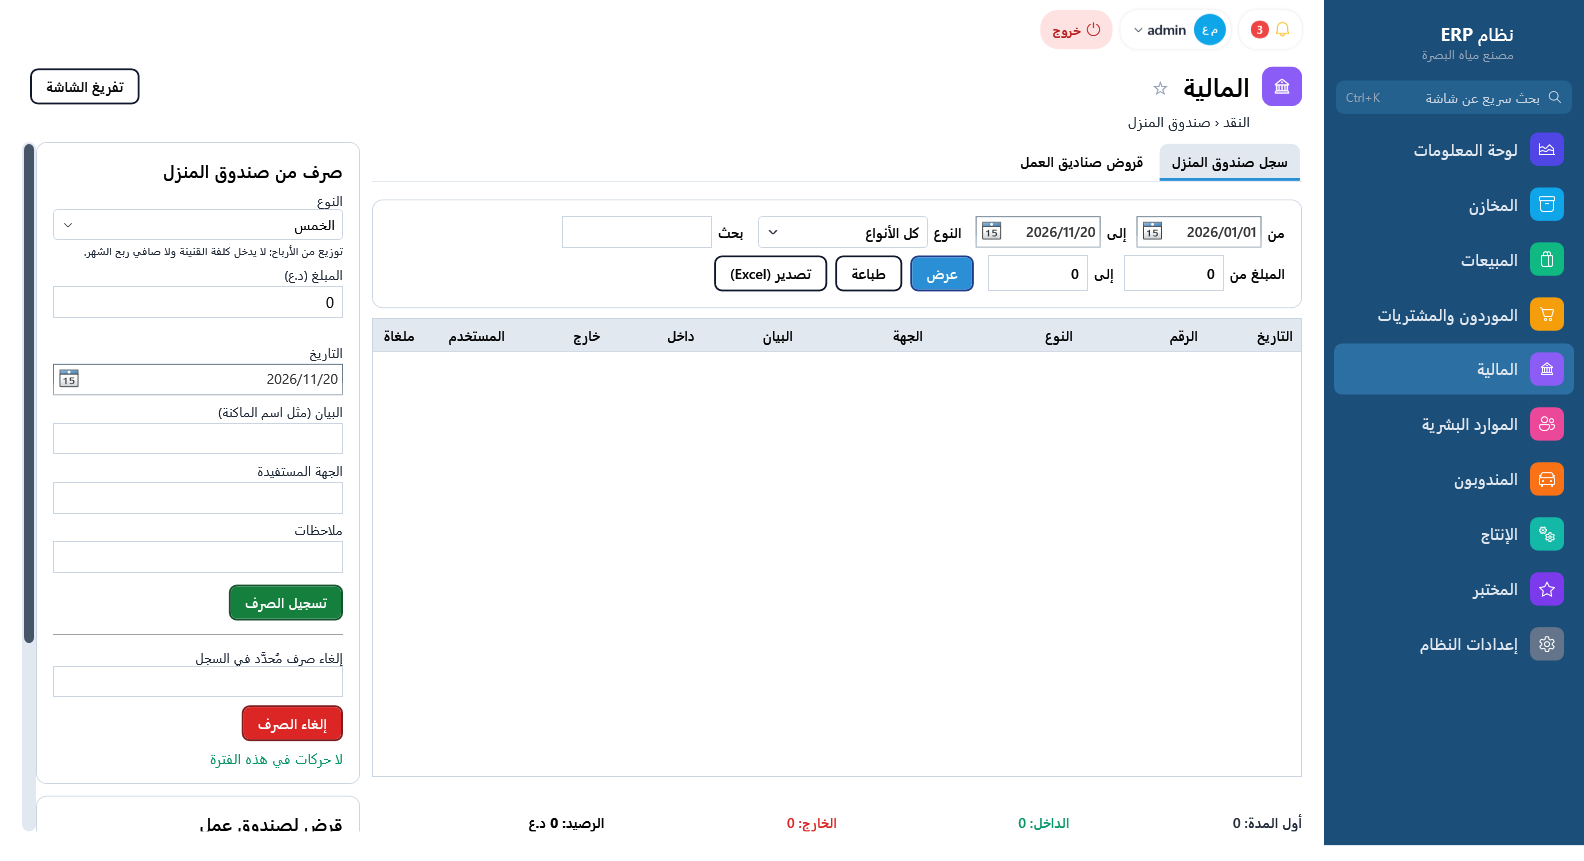 نظام ERP
مصنع مياه البصرة
بحث سريع عن شاشة Ctrl+K
لوحة المعلومات
المخازن
المبيعات
الموردون والمشتريات
المالية
الموارد البشرية
المندوبون
الإنتاج
المختبر
إعدادات النظام
3
م ع admin
خروج
المالية
النقد › صندوق المنزل
تفريغ الشاشة
سجل صندوق المنزل
قروض صناديق العمل
من 2026/01/01 15 إلى 2026/11/20 15 النوع كل الأنواع بحث
المبلغ من 0 إلى 0 عرض طباعة تصدير (Excel)
التاريخ الرقم النوع الجهة البيان داخل خارج المستخدم ملغاة
أول المدة: 0 الداخل: 0 الخارج: 0 الرصيد: 0 د.ع
صرف من صندوق المنزل
النوع
الخمس
توزيع من الأرباح: لا يدخل كلفة القنينة ولا صافي ربح الشهر.
المبلغ (د.ع)
0
التاريخ
2026/11/20 15
البيان (مثل اسم الماكنة)
الجهة المستفيدة
ملاحظات
تسجيل الصرف
إلغاء صرف مُحدَّد في السجل
إلغاء الصرف
لا حركات في هذه الفترة
قرض لصندوق عمل